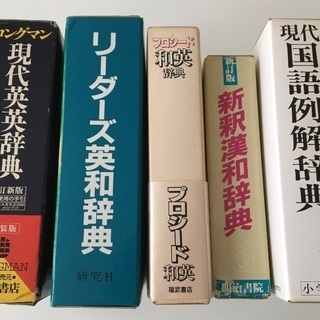 ロングマン
現代英英辞典
訂新版
装版
NGMAN
書店
リーダーズ英和辞典
研究社
プロシード
和英
辞典
プロシード
和英
福武書店
新訂版
新釈漢和辞典
明治書院
現代
国語例解辞典
小学